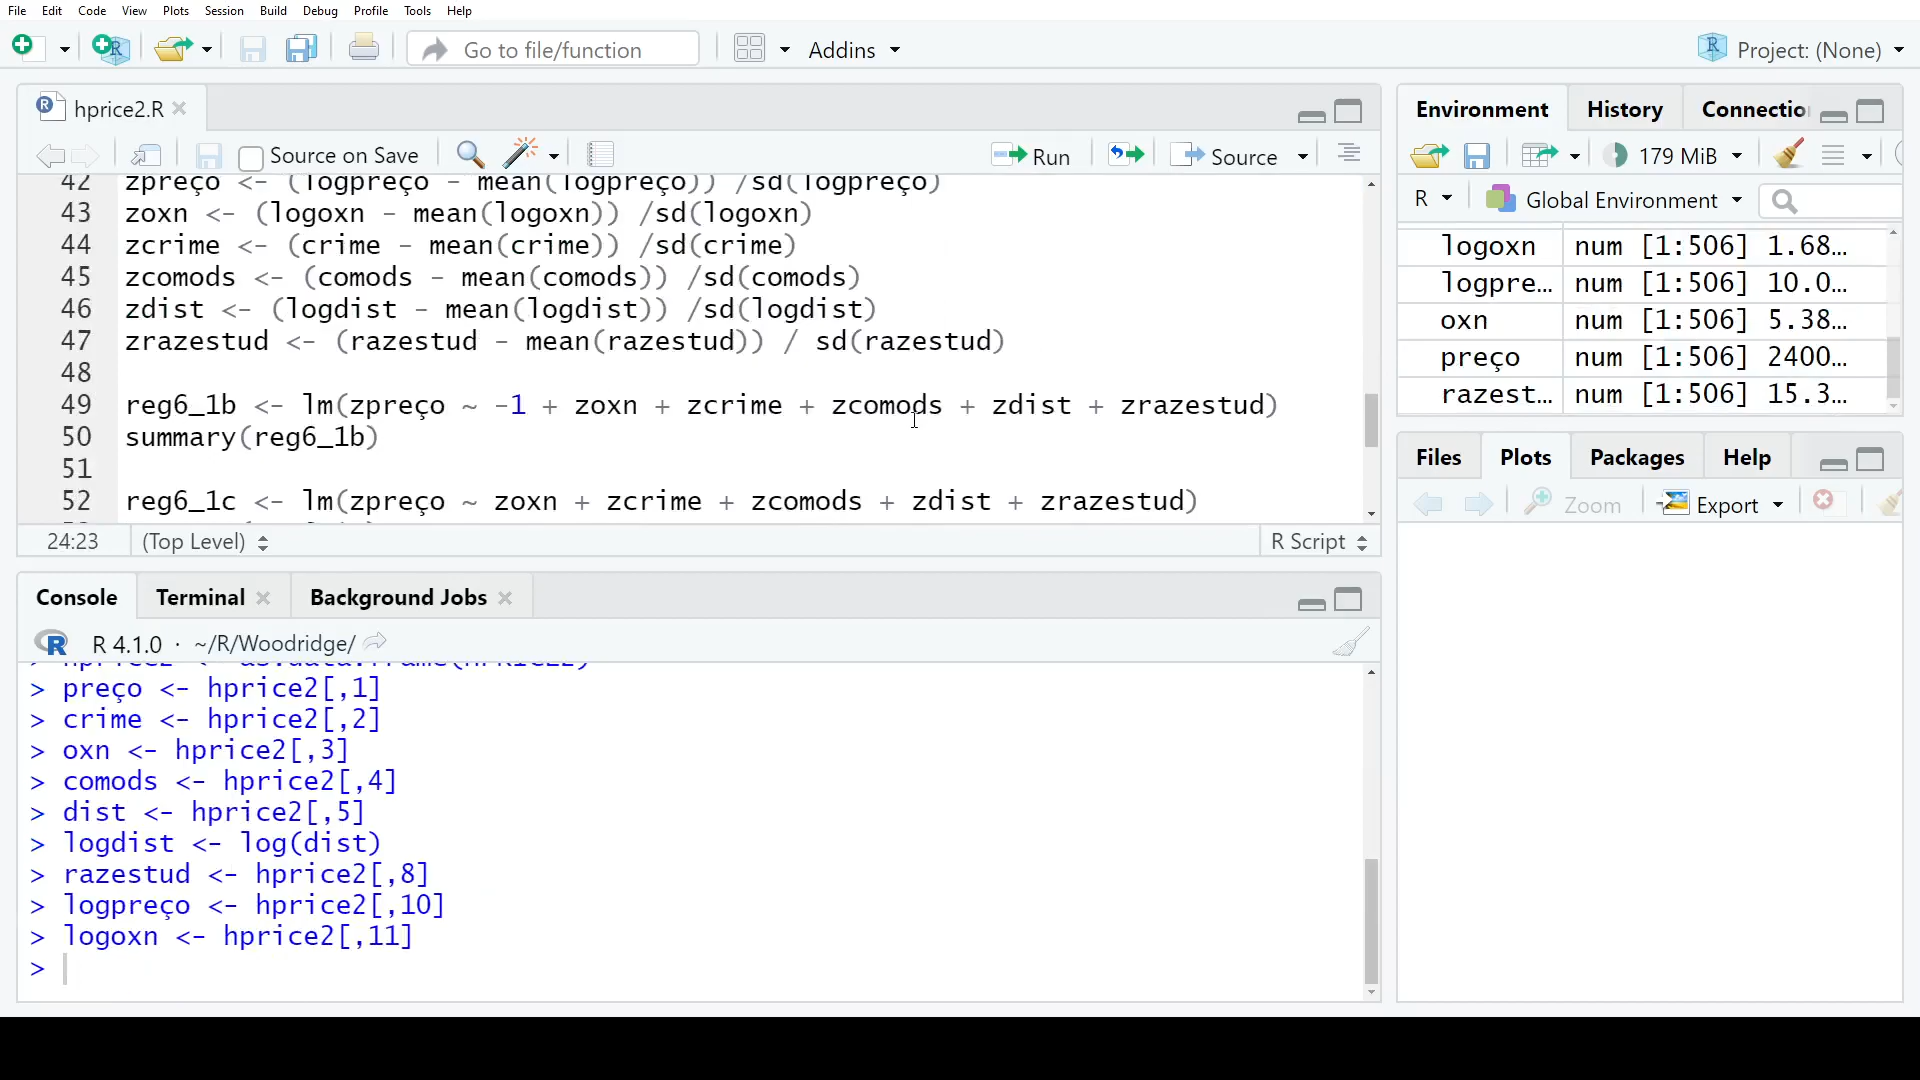 File Edit Code View Plots Session Build Debug Profile Tools Help
Go to file/function Addins Project: (None)
hprice2.R
Source on Save Run Source
42 zpreço <- (logpreço - mean(logpreço)) /sd(logpreço)
43 zoxn <- (logoxn - mean(logoxn)) /sd(logoxn)
44 zcrime <- (crime - mean(crime)) /sd(crime)
45 zcomods <- (comods - mean(comods)) /sd(comods)
46 zdist <- (logdist - mean(logdist)) /sd(logdist)
47 zrazestud <- (razestud - mean(razestud)) / sd(razestud)
48
49 reg6_1b <- lm(zpreço ~ -1 + zoxn + zcrime + zcomods + zdist + zrazestud)
50 summary(reg6_1b)
51
52 reg6_1c <- lm(zpreço ~ zoxn + zcrime + zcomods + zdist + zrazestud)
24:23 (Top Level) R Script
Console Terminal Background Jobs
R 4.1.0 · ~/R/Woodridge/
> preço <- hprice2[,1]
> crime <- hprice2[,2]
> oxn <- hprice2[,3]
> comods <- hprice2[,4]
> dist <- hprice2[,5]
> logdist <- log(dist)
> razestud <- hprice2[,8]
> logpreço <- hprice2[,10]
> logoxn <- hprice2[,11]
>
Environment History Connectio
179 MiB
R Global Environment
logoxn num [1:506] 1.68…
logpre… num [1:506] 10.0…
oxn num [1:506] 5.38…
preço num [1:506] 2400…
razest… num [1:506] 15.3…
Files Plots Packages Help
Zoom Export